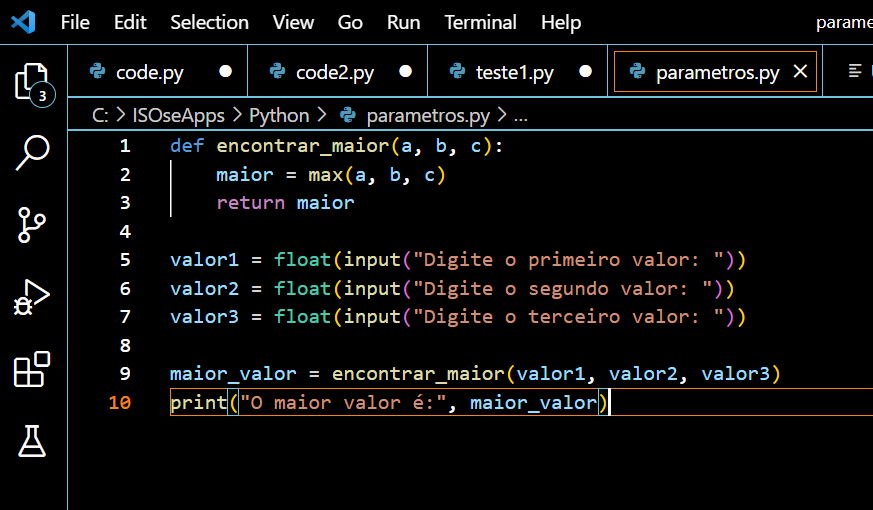 File Edit Selection View Go Run Terminal Help parame
code.py code2.py teste1.py parametros.py
3
C: > ISOseApps > Python > parametros.py > ...
1 def encontrar_maior(a, b, c):
2     maior = max(a, b, c)
3     return maior
4
5 valor1 = float(input("Digite o primeiro valor: "))
6 valor2 = float(input("Digite o segundo valor: "))
7 valor3 = float(input("Digite o terceiro valor: "))
8
9 maior_valor = encontrar_maior(valor1, valor2, valor3)
10 print("O maior valor é:", maior_valor)